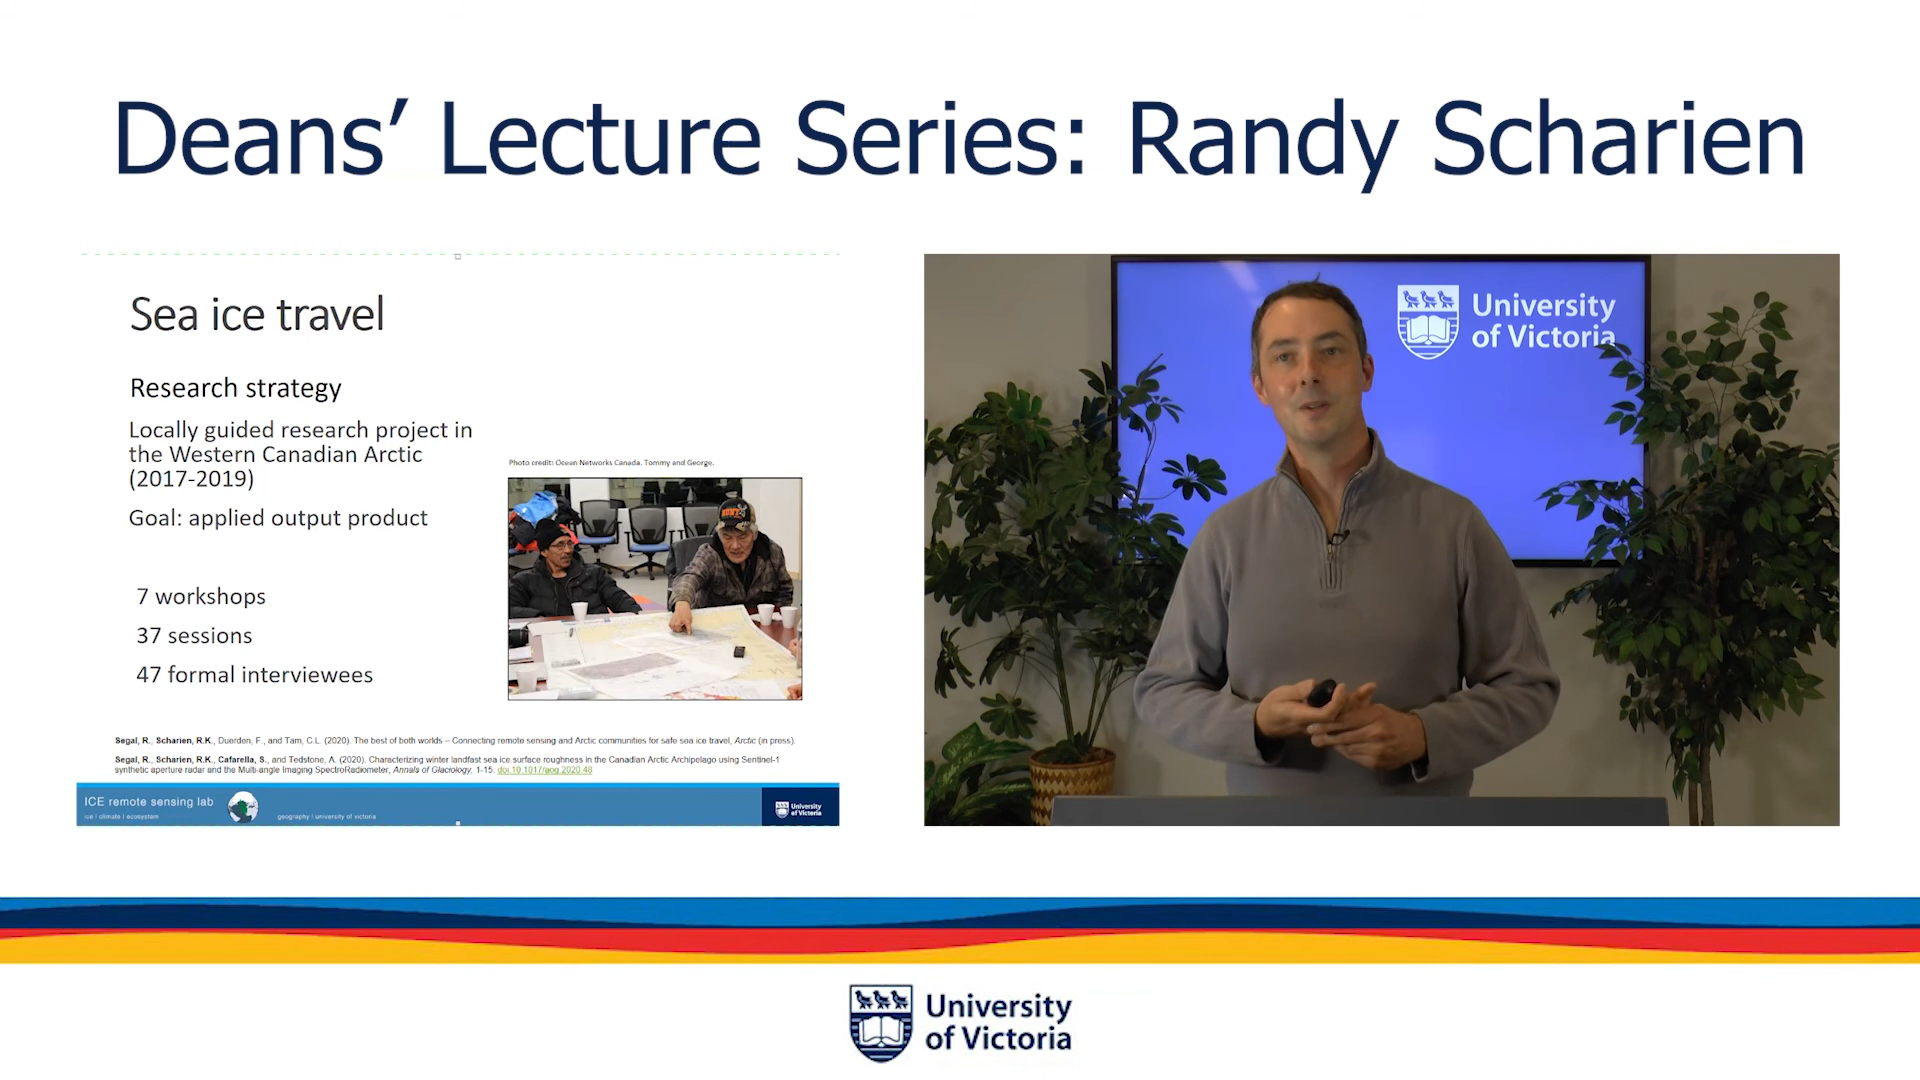 Deans’ Lecture Series: Randy Scharien
Sea ice travel
Research strategy
Locally guided research project in
the Western Canadian Arctic
(2017-2019)
Goal: applied output product
7 workshops
37 sessions
47 formal interviewees
Photo credit: Ocean Networks Canada. Tommy and George.
HUNT
Segal, R., Scharien, R.K., Duerden, F., and Tam, C.L. (2020). The best of both worlds – Connecting remote sensing and Arctic communities for safe sea ice travel, Arctic (in press).
Segal, R., Scharien, R.K., Cafarella, S., and Tedstone, A. (2020). Characterizing winter landfast sea ice surface roughness in the Canadian Arctic Archipelago using Sentinel-1
synthetic aperture radar and the Multi-angle Imaging SpectroRadiometer, Annals of Glaciology, 1-15. doi:10.1017/aog.2020.48
ICE remote sensing lab
ice | climate | ecosystem
geography | university of victoria
University
of Victoria
University
of Victoria
University
of Victoria